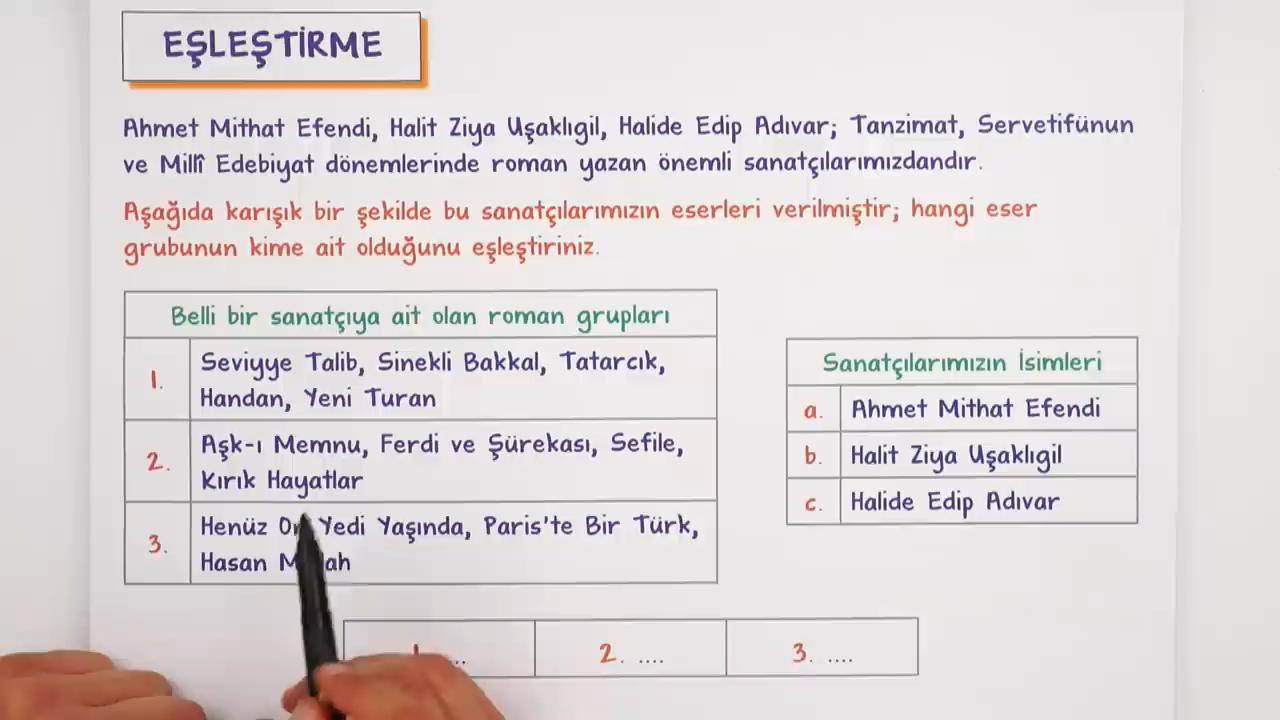 EŞLEŞTİRME
Ahmet Mithat Efendi, Halit Ziya Uşaklıgil, Halide Edip Adıvar; Tanzimat, Servetifünun
ve Millî Edebiyat dönemlerinde roman yazan önemli sanatçılarımızdandır.
Aşağıda karışık bir şekilde bu sanatçılarımızın eserleri verilmiştir; hangi eser
grubunun kime ait olduğunu eşleştiriniz.
Belli bir sanatçıya ait olan roman grupları
1. Seviyye Talib, Sinekli Bakkal, Tatarcık,
Handan, Yeni Turan
2. Aşk-ı Memnu, Ferdi ve Şürekası, Sefile,
Kırık Hayatlar
3. Henüz Yedi Yaşında, Paris'te Bir Türk,
Hasan
Sanatçılarımızın İsimleri
a. Ahmet Mithat Efendi
b. Halit Ziya Uşaklıgil
c. Halide Edip Adıvar
2. .... 3. ....